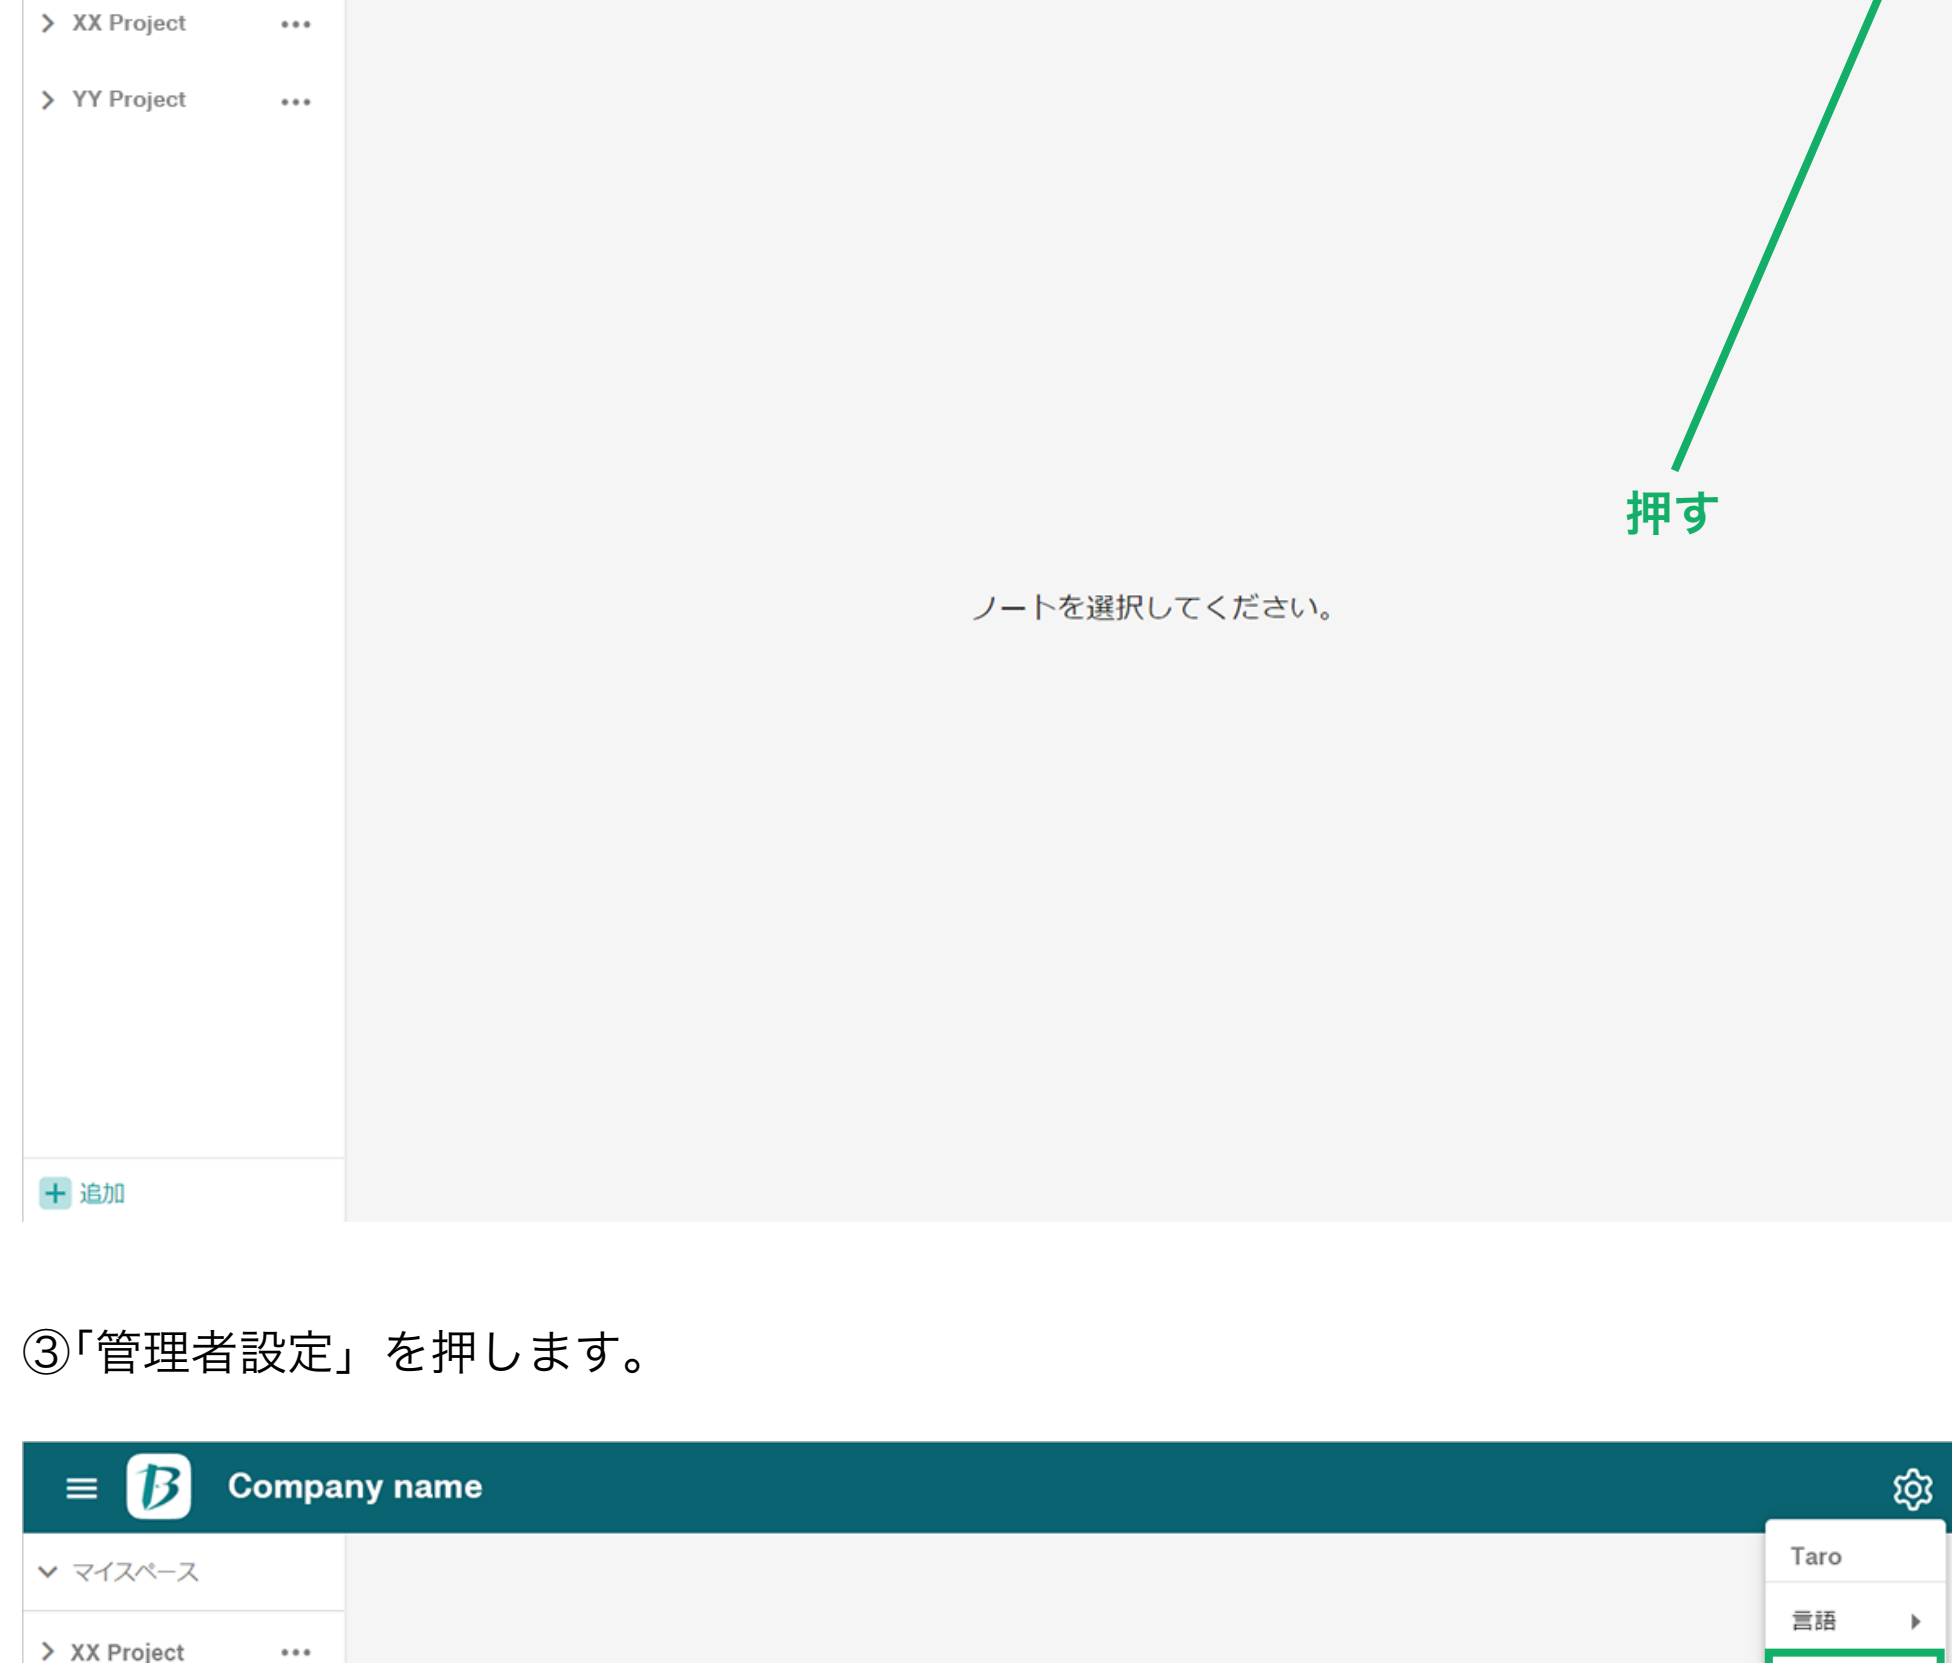 XX Project
YY Project
押す
ノートを選択してください。
追加
③「管理者設定」を押します。
Company name
Taro
マイスペース
言語
XX Project